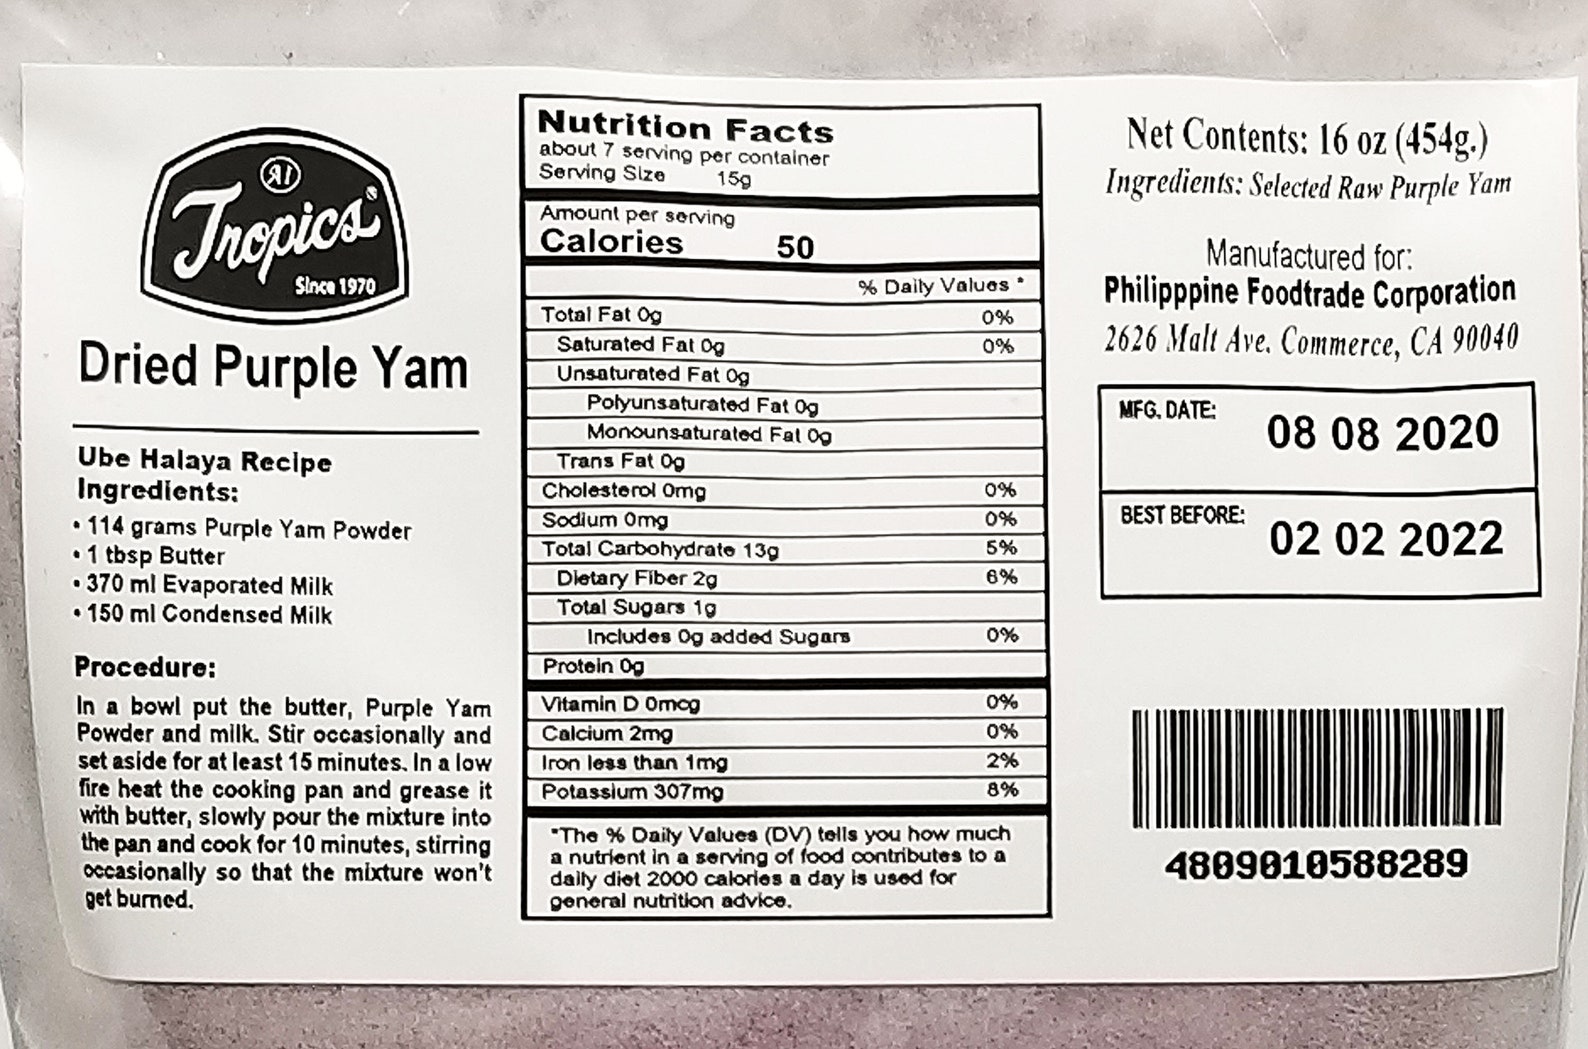 Tropics®
Since 1970
Dried Purple Yam
Ube Halaya Recipe
Ingredients:
• 114 grams Purple Yam Powder
• 1 tbsp Butter
• 370 ml Evaporated Milk
• 150 ml Condensed Milk
Procedure:
In a bowl put the butter, Purple Yam
Powder and milk. Stir occasionally and
set aside for at least 15 minutes. In a low
fire heat the cooking pan and grease it
with butter, slowly pour the mixture into
the pan and cook for 10 minutes, stirring
occasionally so that the mixture won't
get burned.
Nutrition Facts
about 7 serving per container
Serving Size 15g
Amount per serving
Calories 50
% Daily Values *
Total Fat 0g 0%
Saturated Fat 0g 0%
Unsaturated Fat 0g
Polyunsaturated Fat 0g
Monounsaturated Fat 0g
Trans Fat 0g
Cholesterol 0mg 0%
Sodium 0mg 0%
Total Carbohydrate 13g 5%
Dietary Fiber 2g 6%
Total Sugars 1g
Includes 0g added Sugars 0%
Protein 0g
Vitamin D 0mcg 0%
Calcium 2mg 0%
Iron less than 1mg 2%
Potassium 307mg 8%
*The % Daily Values (DV) tells you how much
a nutrient in a serving of food contributes to a
daily diet 2000 calories a day is used for
general nutrition advice.
Net Contents: 16 oz (454g.)
Ingredients: Selected Raw Purple Yam
Manufactured for:
Philipppine Foodtrade Corporation
2626 Malt Ave. Commerce, CA 90040
MFG. DATE: 08 08 2020
BEST BEFORE: 02 02 2022
4809010588289